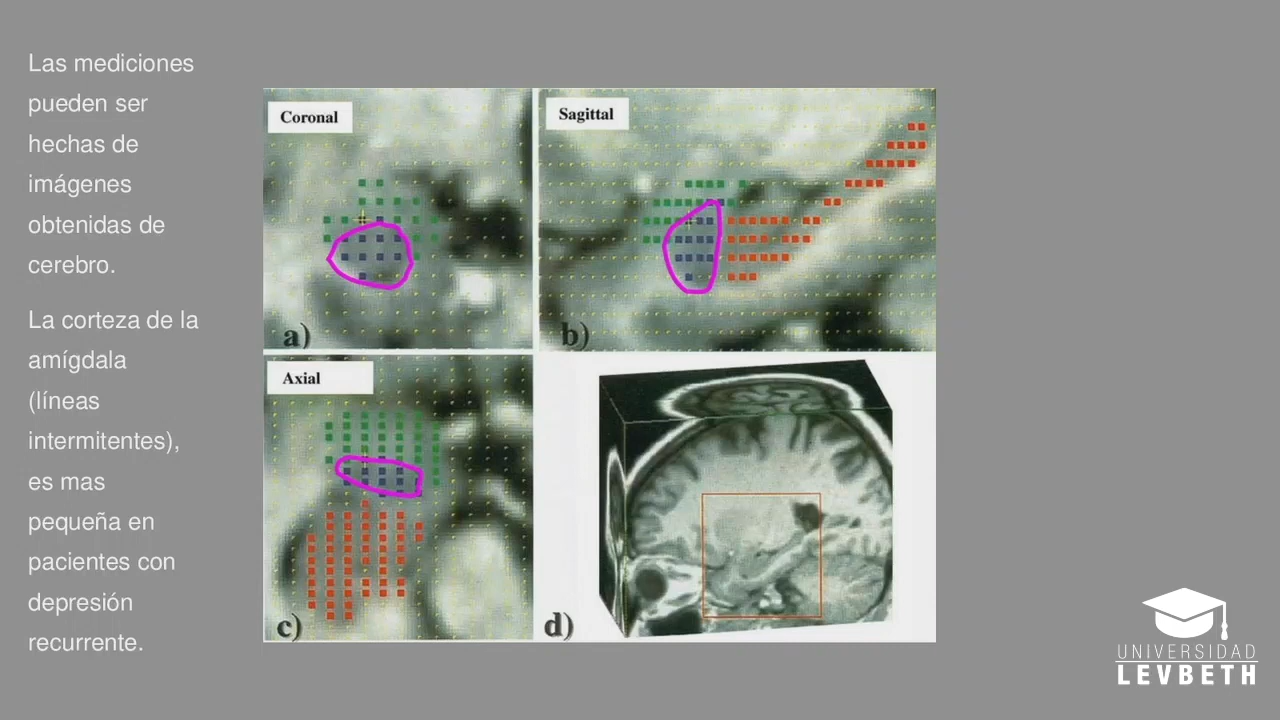 Las mediciones
pueden ser
hechas de
imágenes
obtenidas de
cerebro.
La corteza de la
amígdala
(líneas
intermitentes),
es mas
pequeña en
pacientes con
depresión
recurrente.
Coronal
a)
Sagittal
b)
Axial
c)
d)
UNIVERSIDAD
LEVBETH